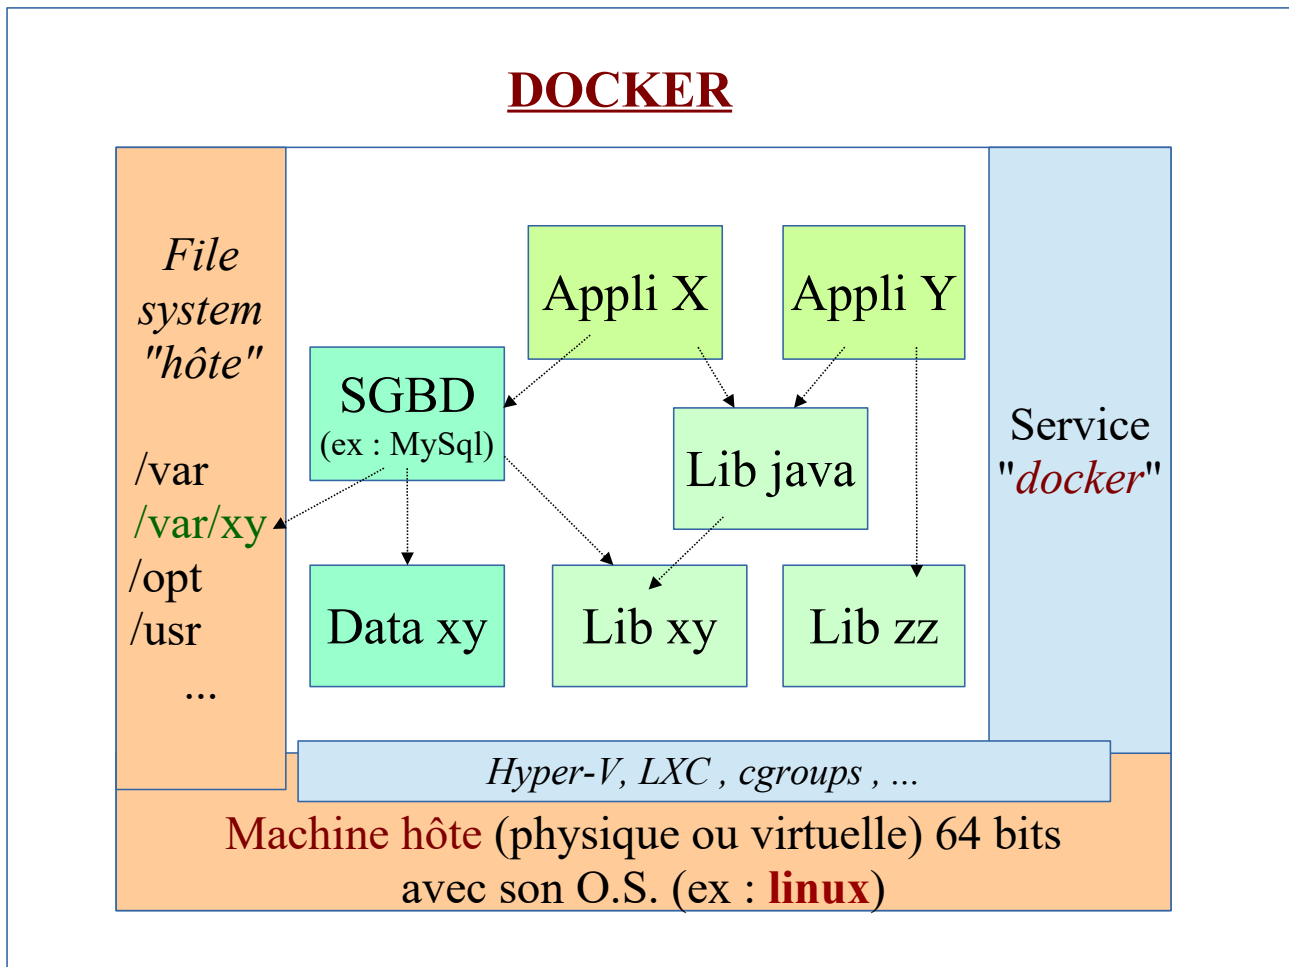 DOCKER
File
system
"hôte"
/var
/var/xy
/opt
/usr
...
Appli X
Appli Y
SGBD
(ex : MySql)
Lib java
Data xy
Lib xy
Lib zz
Service
"docker"
Hyper-V, LXC , cgroups , ...
Machine hôte (physique ou virtuelle) 64 bits
avec son O.S. (ex : linux)